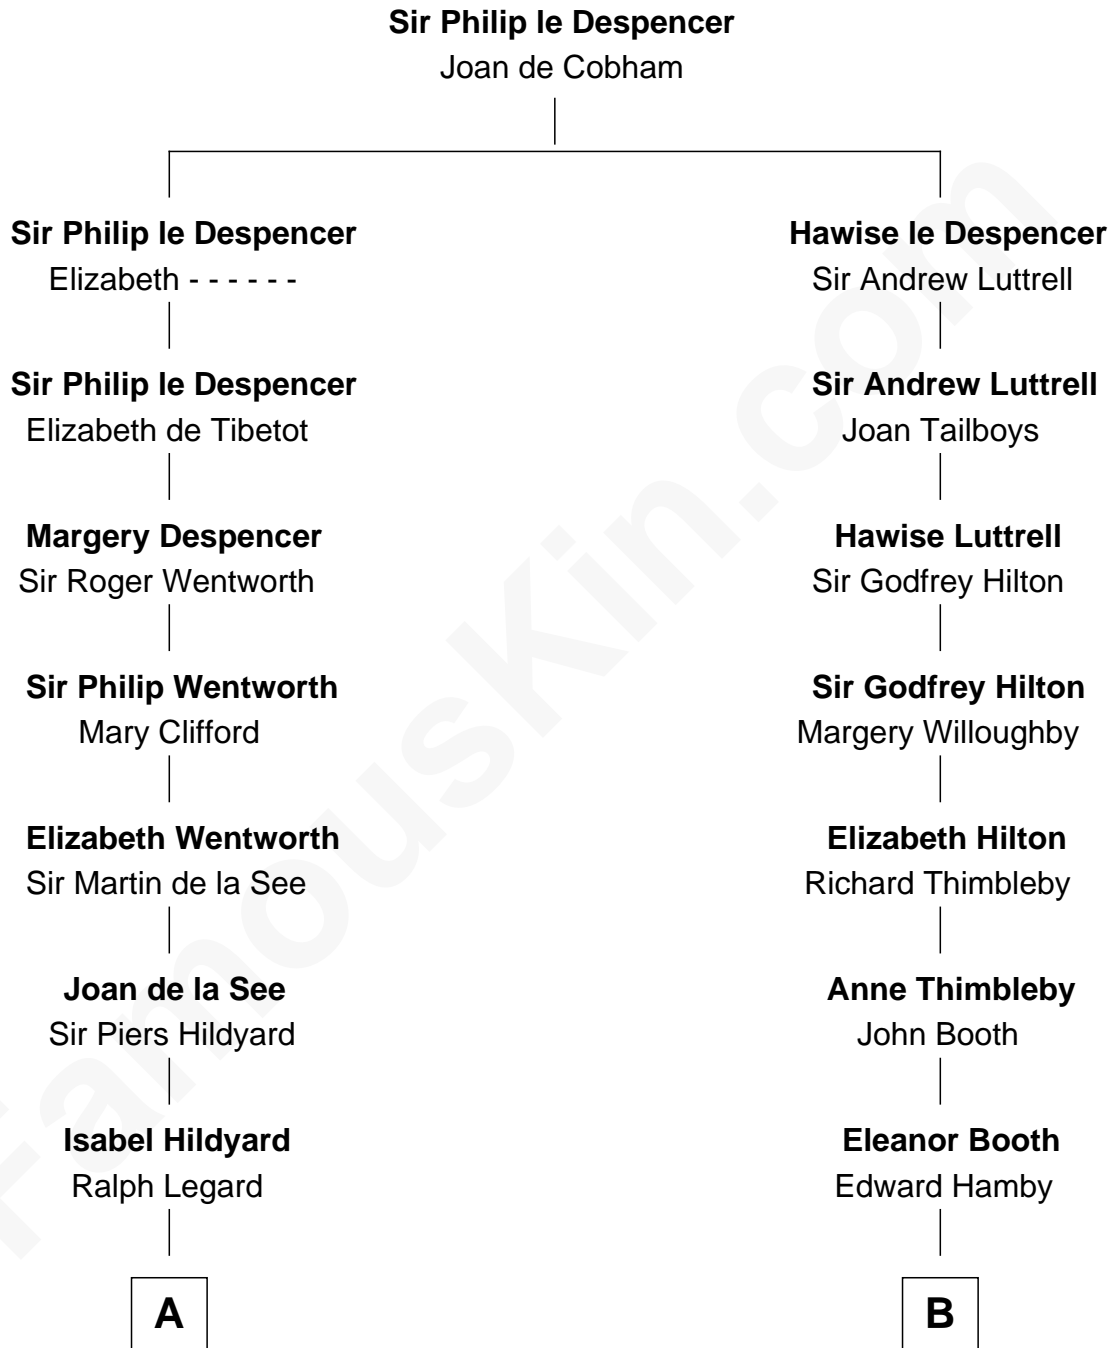 Sir Philip le Despencer
Joan de Cobham
Sir Philip le Despencer
Elizabeth - - - - - -
Hawise le Despencer
Sir Andrew Luttrell
Sir Philip le Despencer
Elizabeth de Tibetot
Sir Andrew Luttrell
Joan Tailboys
Margery Despencer
Sir Roger Wentworth
Hawise Luttrell
Sir Godfrey Hilton
Sir Philip Wentworth
Mary Clifford
Sir Godfrey Hilton
Margery Willoughby
Elizabeth Wentworth
Sir Martin de la See
Elizabeth Hilton
Richard Thimbleby
Joan de la See
Sir Piers Hildyard
Anne Thimbleby
John Booth
Isabel Hildyard
Ralph Legard
Eleanor Booth
Edward Hamby
A
B
FamousKin.com